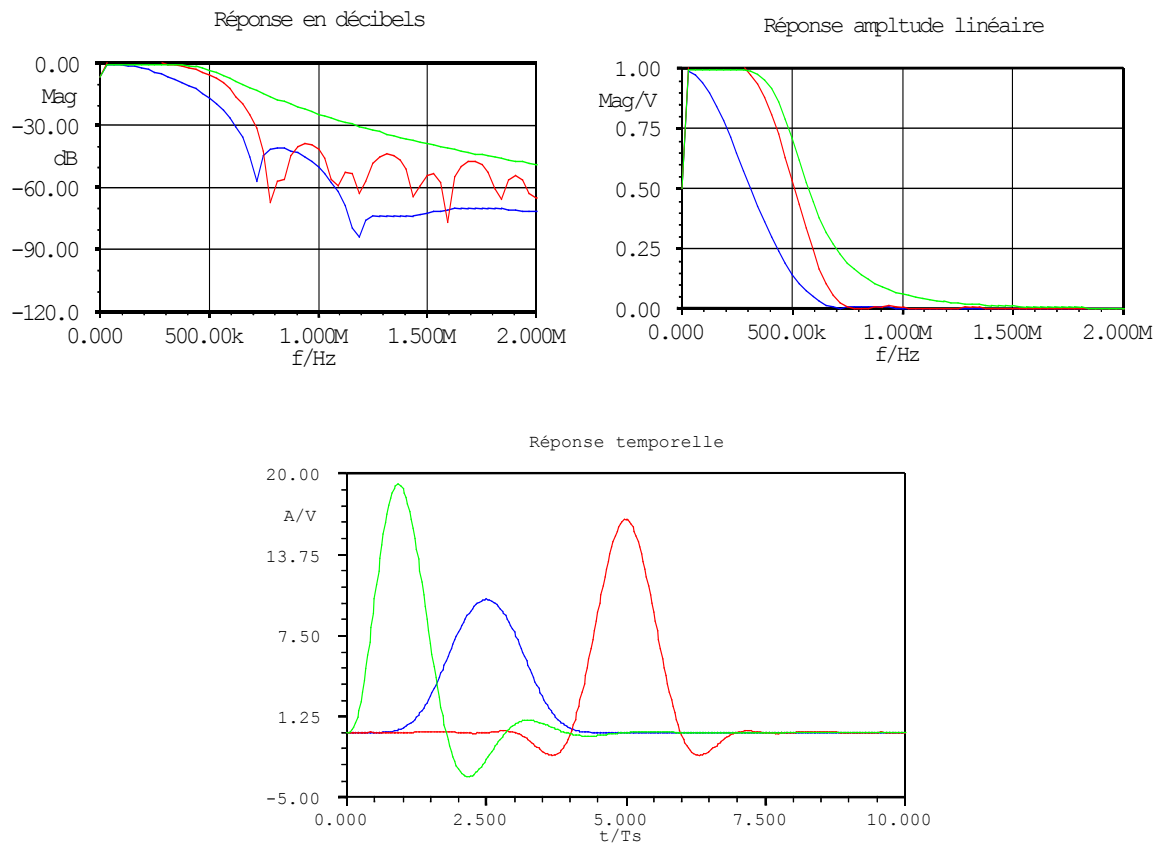 Réponse en décibels
0.00
Mag
-30.00
dB
-60.00
-90.00
-120.0
0.000 500.00k 1.000M 1.500M 2.000M
f/Hz
Réponse ampltude linéaire
1.00
Mag/V
0.75
0.50
0.25
0.00
0.000 500.00k 1.000M 1.500M 2.000M
f/Hz
Réponse temporelle
20.00
A/V
13.75
7.50
1.25
-5.00
0.000 2.500 5.000 7.500 10.000
t/Ts